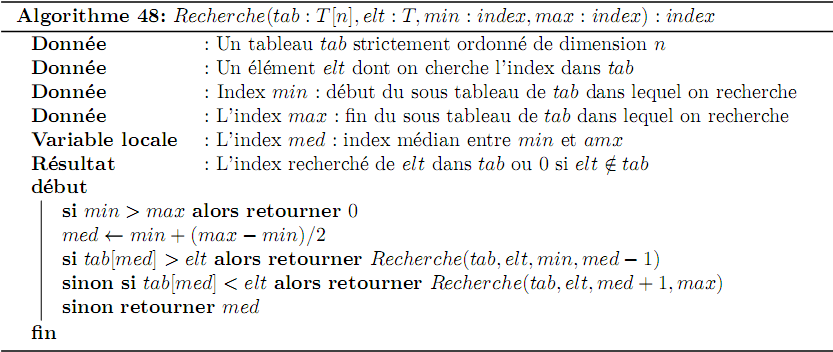 Algorithme 48: Recherche(tab : T[n], elt : T, min : index, max : index) : index
Donnée : Un tableau tab strictement ordonné de dimension n
Donnée : Un élément elt dont on cherche l'index dans tab
Donnée : Index min : début du sous tableau de tab dans lequel on recherche
Donnée : L'index max : fin du sous tableau de tab dans lequel on recherche
Variable locale : L'index med : index médian entre min et amx
Résultat : L'index recherché de elt dans tab ou 0 si elt ∉ tab
début
si min > max alors retourner 0
med ← min + (max − min)/2
si tab[med] > elt alors retourner Recherche(tab, elt, min, med − 1)
sinon si tab[med] < elt alors retourner Recherche(tab, elt, med + 1, max)
sinon retourner med
fin